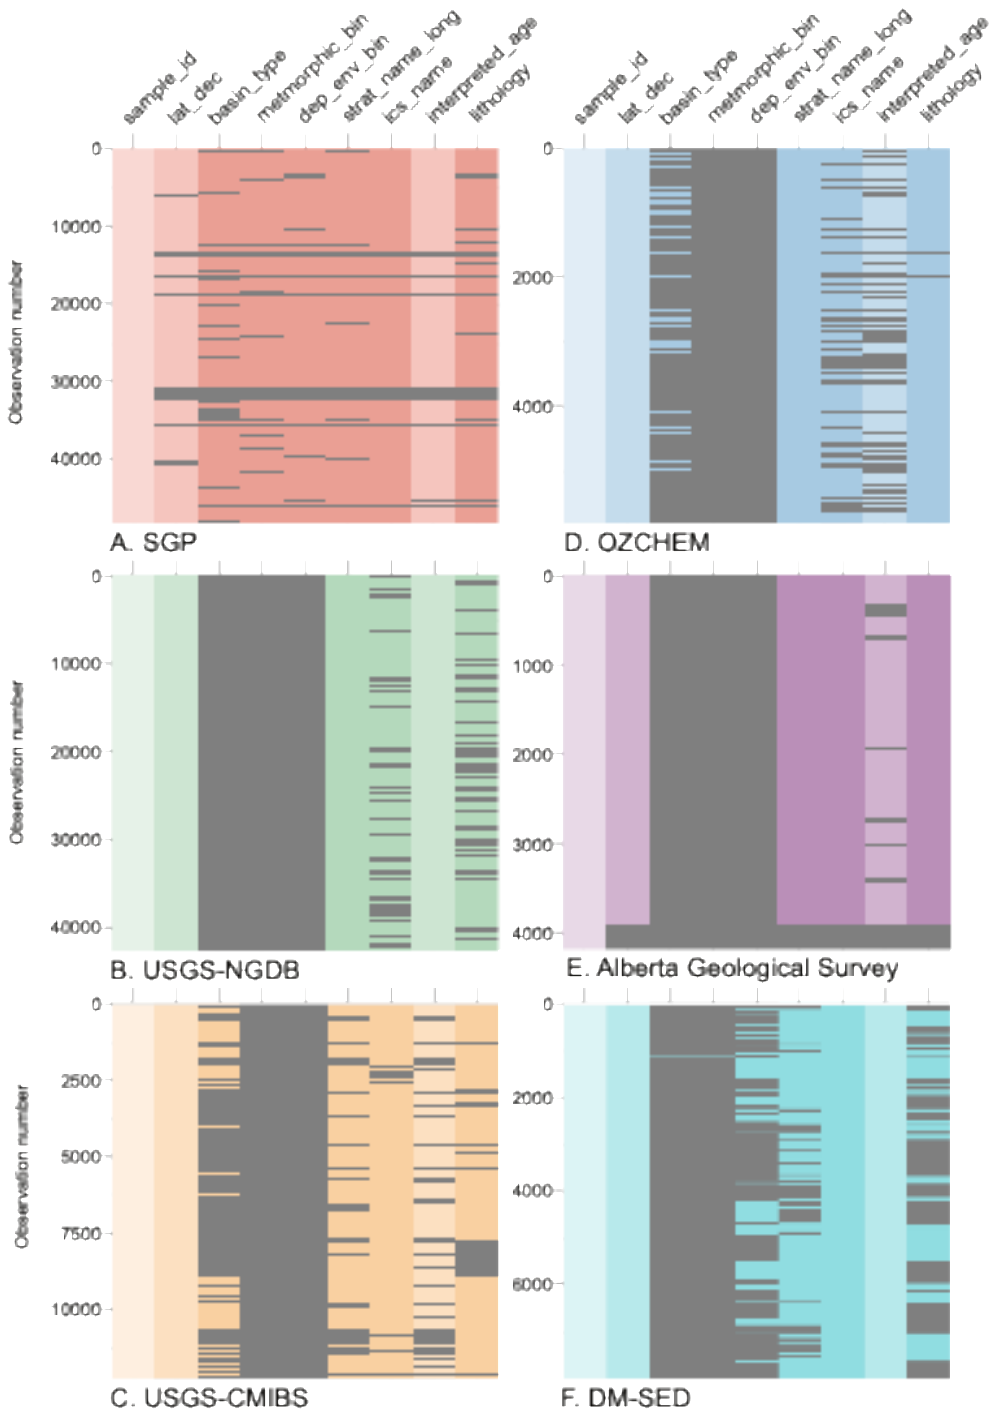 sample_id lat_dec basin_type metmorphic_bin dep_env_bin strat_name_long ics_name interpreted_age lithology
sample_id lat_dec basin_type metmorphic_bin dep_env_bin strat_name_long ics_name interpreted_age lithology
Observation number
0
10000
20000
30000
40000
A. SGP
0
2000
4000
D. OZCHEM
Observation number
0
10000
20000
30000
40000
B. USGS-NGDB
0
1000
2000
3000
4000
E. Alberta Geological Survey
Observation number
0
2500
5000
7500
10000
C. USGS-CMIBS
0
2000
4000
6000
F. DM-SED